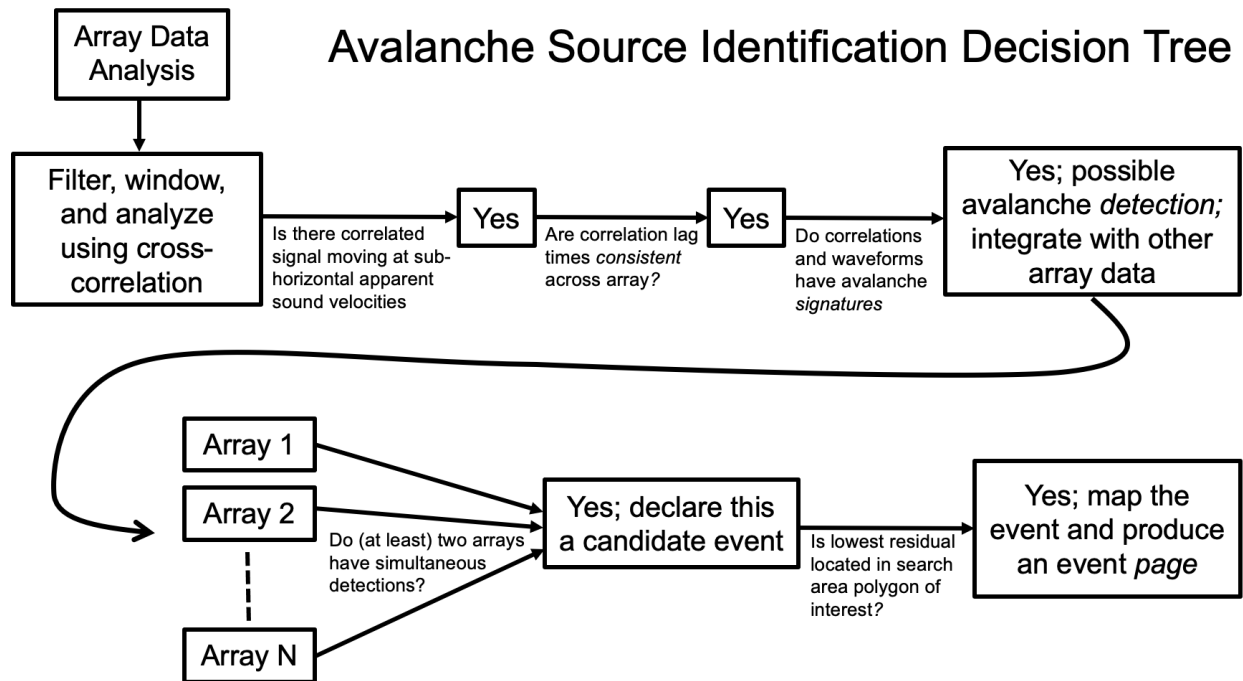 Array Data
Analysis
Avalanche Source Identification Decision Tree
Filter, window,
and analyze
using cross-
correlation
Is there correlated
signal moving at sub-
horizontal apparent
sound velocities
Yes
Are correlation lag
times consistent
across array?
Yes
Do correlations
and waveforms
have avalanche
signatures
Yes; possible
avalanche detection;
integrate with other
array data
Array 1
Array 2
Array N
Do (at least) two arrays
have simultaneous
detections?
Yes; declare this
a candidate event
Is lowest residual
located in search
area polygon of
interest?
Yes; map the
event and produce
an event page